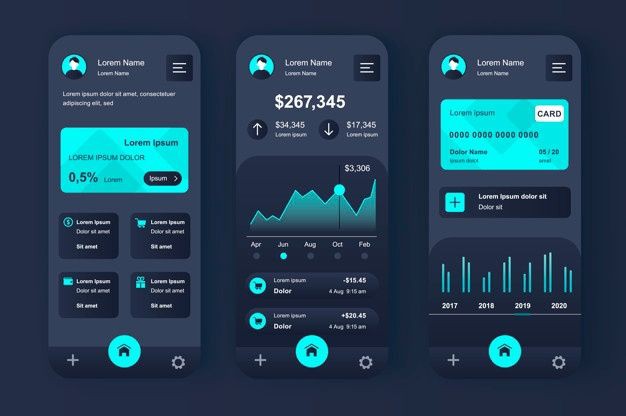 Lorem Name
Lorem Name
Lorem ipsum dolor sit amet, consectetuer
adipiscing elit
Lorem ipsum
LOREM IPSUM DOLOR
0,5% Lorem
Ipsum
Lorem Ipsum
Dolor sit amet
Sit amet
Lorem Ipsum
Dolor sit amet
Sit amet
Lorem Ipsum
Dolor sit amet
Sit amet
Lorem Ipsum
Dolor sit amet
Sit amet
Lorem Name
Lorem Name
$267,345
$34,345
Lorem ipsum
$17,345
Lorem ipsum
$3,306
Apr Jun Aug Oct Feb
Lorem ipsum -$15.45
Dolor 4 Aug 9:15 am
Lorem ipsum +$20.45
Dolor 4 Aug 9:15 am
Lorem Name
Lorem Name
Lorem ipsum
CARD
0000 0000 0000 0000
Dolor Name 05 / 20
Ipsum dolor amet
Lorem ipsum dolor sit
Dolor sit
2017 2018 2019 2020